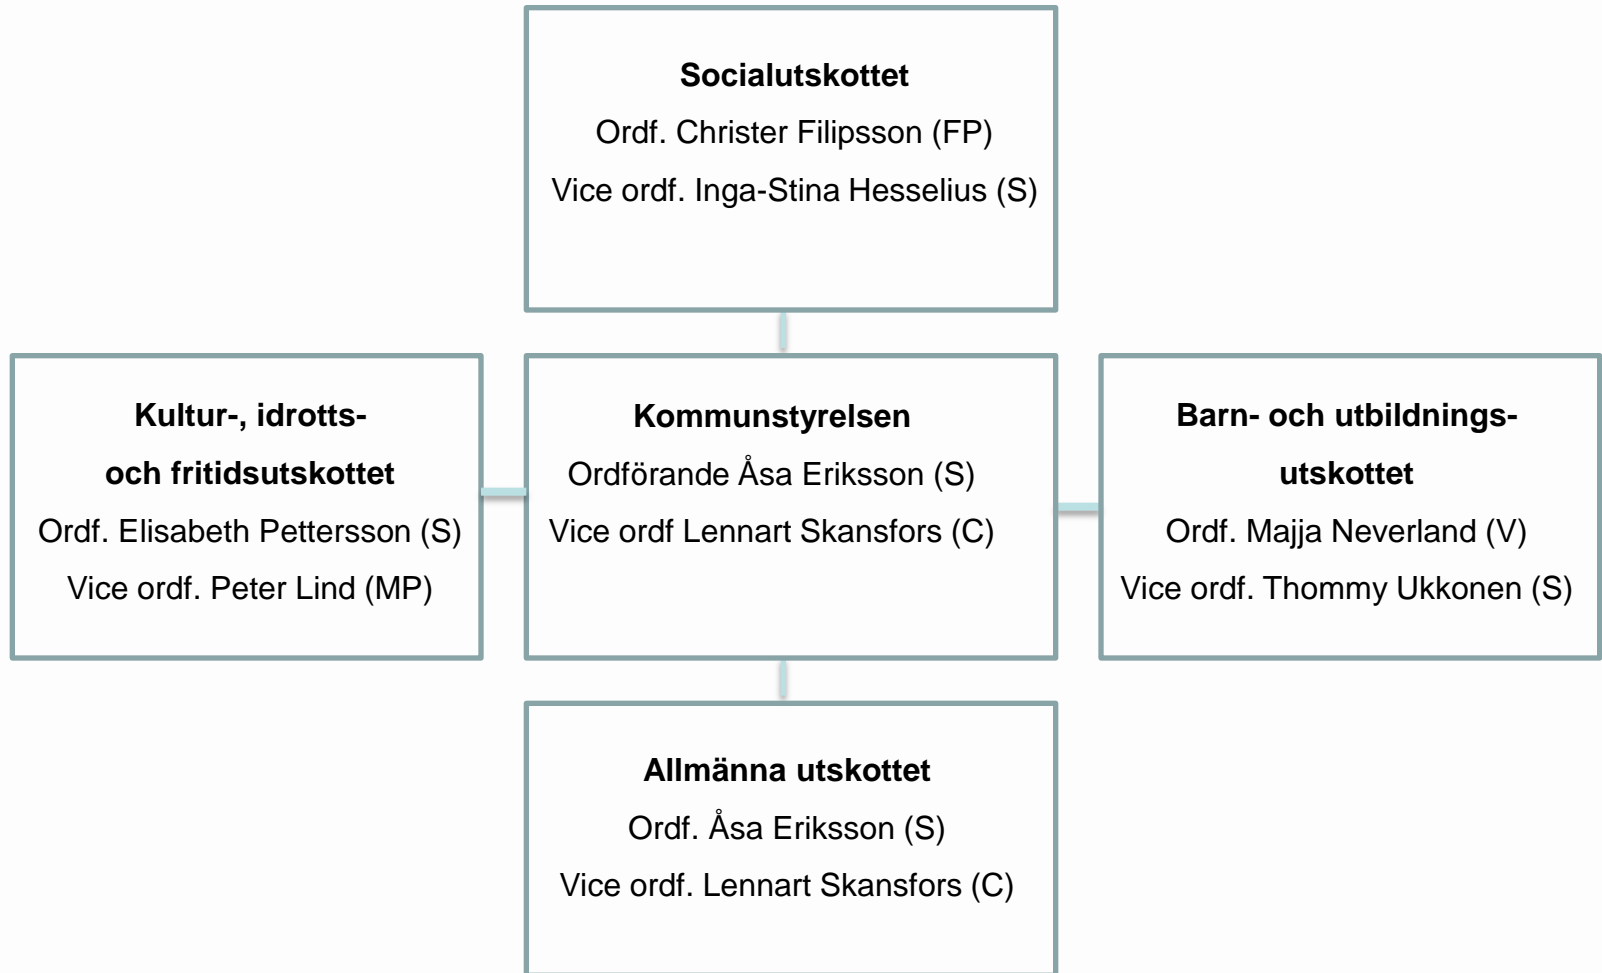 Socialutskottet
Ordf. Christer Filipsson (FP)
Vice ordf. Inga-Stina Hesselius (S)
Kultur-, idrotts-
och fritidsutskottet
Ordf. Elisabeth Pettersson (S)
Vice ordf. Peter Lind (MP)
Kommunstyrelsen
Ordförande Åsa Eriksson (S)
Vice ordf Lennart Skansfors (C)
Barn- och utbildnings-
utskottet
Ordf. Majja Neverland (V)
Vice ordf. Thommy Ukkonen (S)
Allmänna utskottet
Ordf. Åsa Eriksson (S)
Vice ordf. Lennart Skansfors (C)